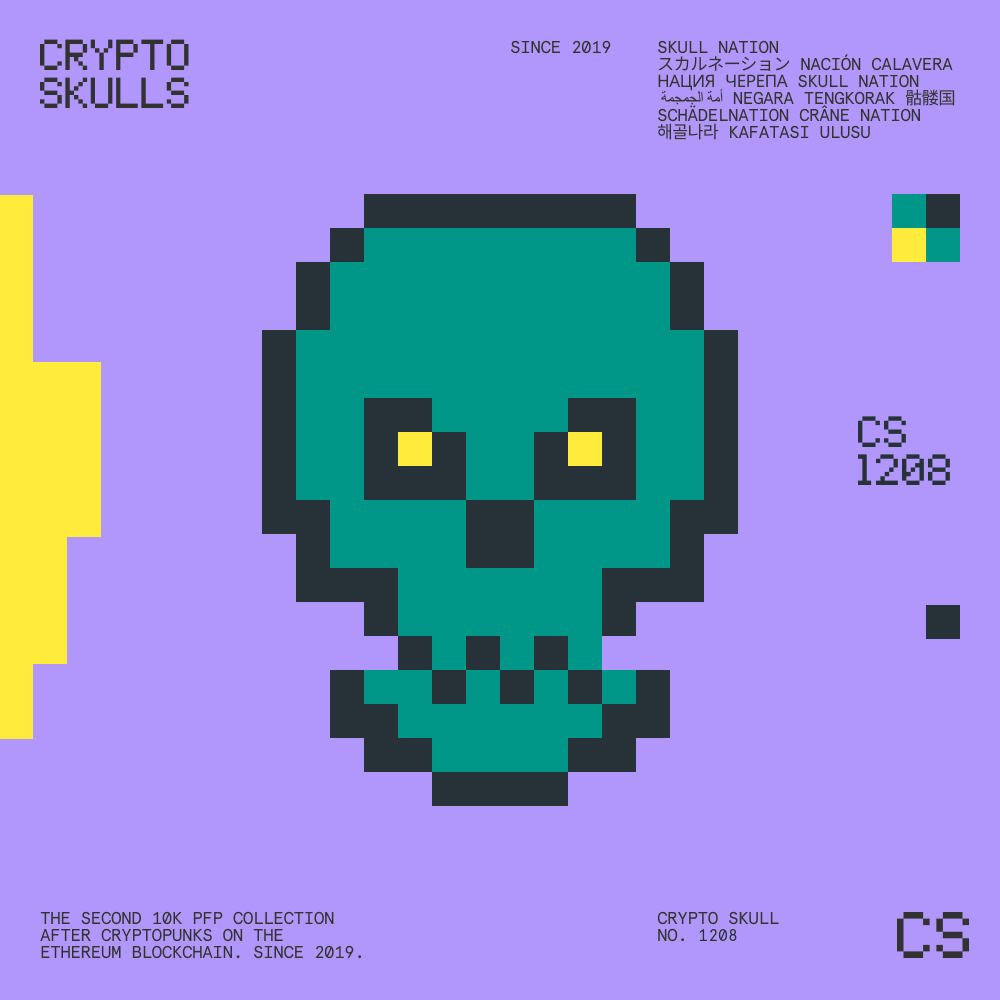 CRYPTO
SKULLS
SINCE 2019
SKULL NATION
スカルネーション NACIÓN CALAVERA
НАЦИЯ ЧЕРЕПА SKULL NATION
أمة الجمجمة NEGARA TENGKORAK 骷髅国
SCHÄDELNATION CRÂNE NATION
해골나라 KAFATASI ULUSU
CS
1208
THE SECOND 10K PFP COLLECTION
AFTER CRYPTOPUNKS ON THE
ETHEREUM BLOCKCHAIN. SINCE 2019.
CRYPTO SKULL
NO. 1208
CS